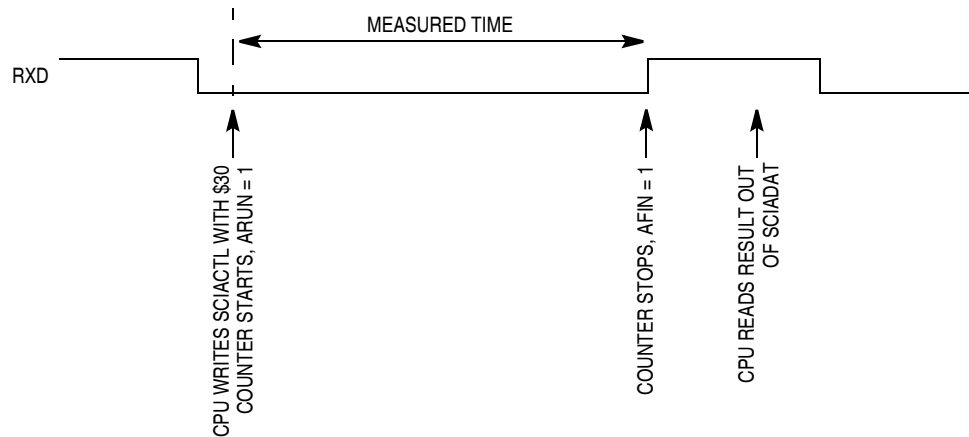 MEASURED TIME
RXD
CPU WRITES SCIACTL WITH $30
COUNTER STARTS, ARUN = 1
COUNTER STOPS, AFIN = 1
CPU READS RESULT OUT
OF SCIADAT